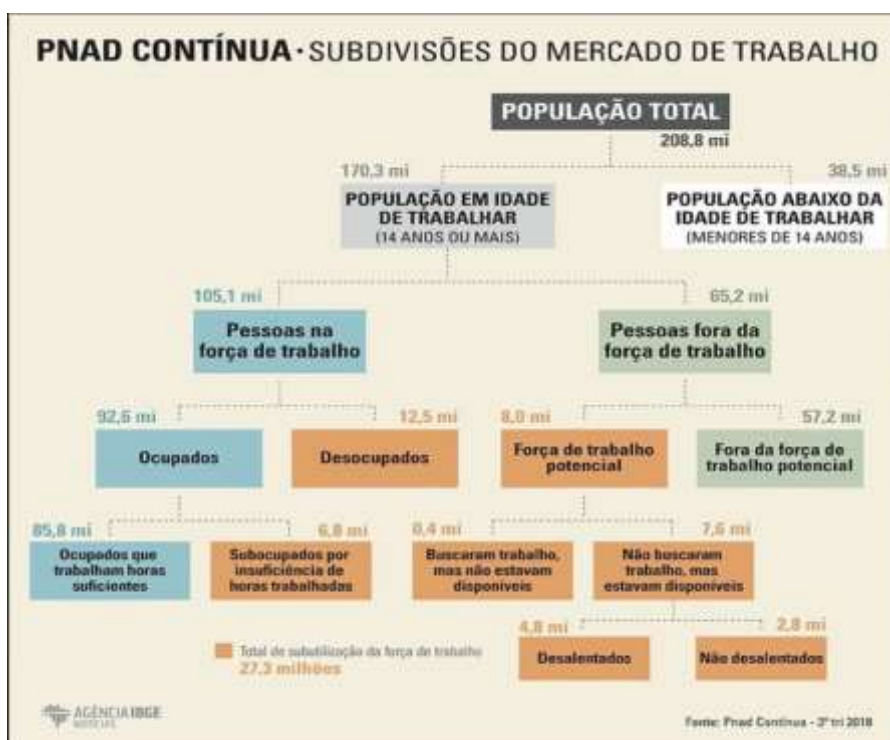 PNAD CONTÍNUA · SUBDIVISÕES DO MERCADO DE TRABALHO
POPULAÇÃO TOTAL
208,8 mi
170,3 mi
POPULAÇÃO EM IDADE
DE TRABALHAR
(14 ANOS OU MAIS)
38,5 mi
POPULAÇÃO ABAIXO DA
IDADE DE TRABALHAR
(MENORES DE 14 ANOS)
105,1 mi
Pessoas na
força de trabalho
65,2 mi
Pessoas fora da
força de trabalho
92,6 mi
Ocupados
12,5 mi
Desocupados
8,0 mi
Força de trabalho
potencial
57,2 mi
Fora da força de
trabalho potencial
85,8 mi
Ocupados que
trabalham horas
suficientes
6,8 mi
Subocupados por
insuficiência de
horas trabalhadas
0,4 mi
Buscaram trabalho,
mas não estavam
disponíveis
7,6 mi
Não buscaram
trabalho, mas
estavam disponíveis
4,8 mi
Desalentados
2,8 mi
Não desalentados
Total de subutilização da força de trabalho
27,3 milhões
AGÊNCIA IBGE
NOTÍCIAS
Fonte: Pnad Contínua - 3º tri 2018